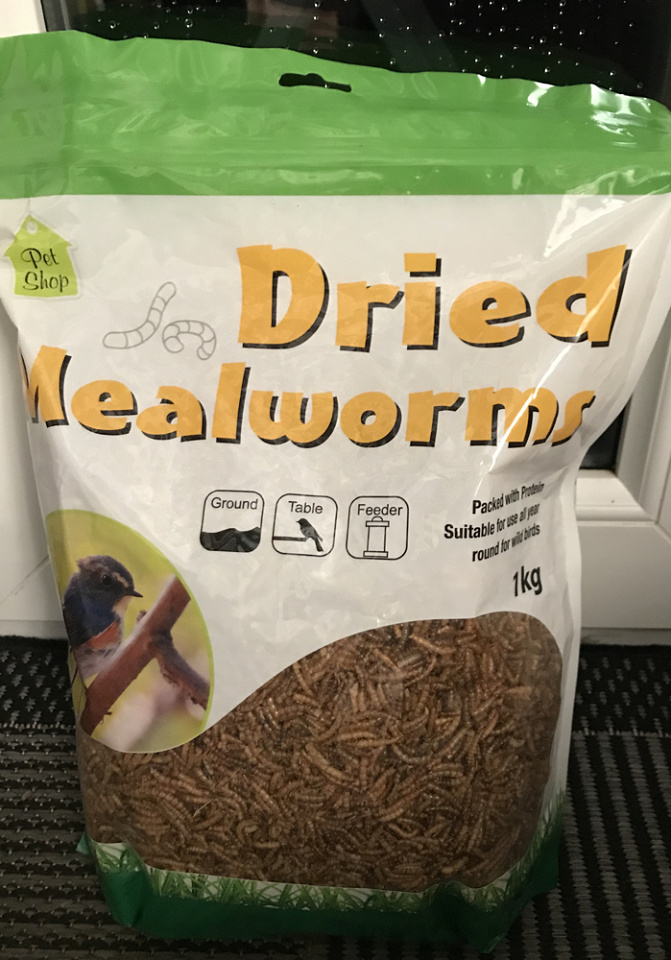 Pet
Shop
Dried
Mealworms
Ground
Table
Feeder
Packed with Protein
Suitable for use all year
round for wild birds
1kg